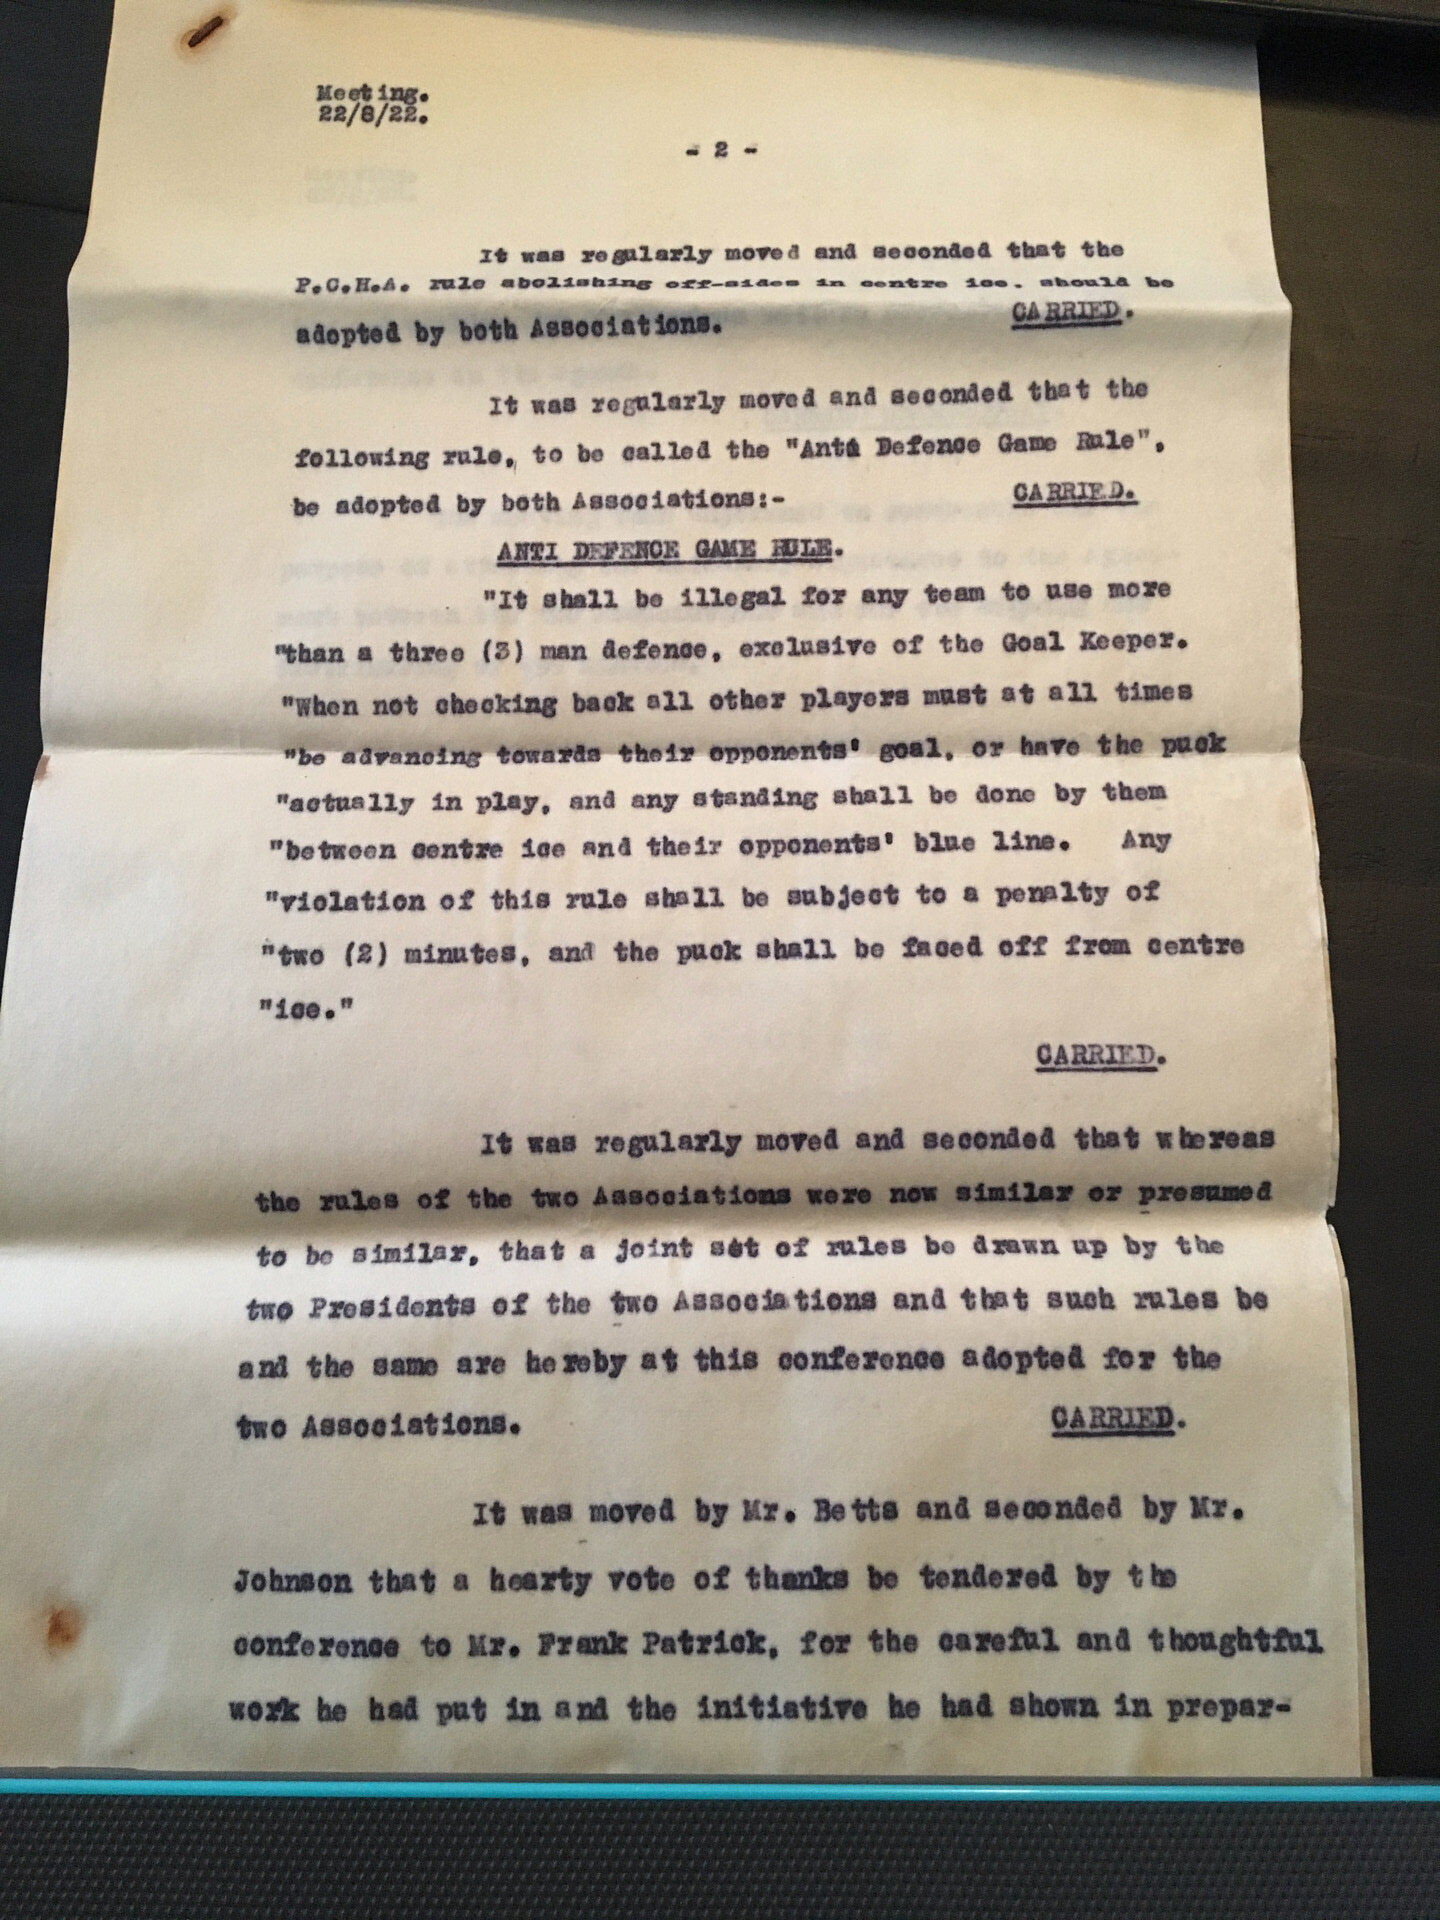 Meeting.
22/8/22.
- 2 -
It was regularly moved and seconded that the
P.C.H.A. rule abolishing off-sides in centre ice, should be
adopted by both Associations. CARRIED.
It was regularly moved and seconded that the
following rule, to be called the "Anti Defence Game Rule",
be adopted by both Associations:- CARRIED.
ANTI DEFENCE GAME RULE.
"It shall be illegal for any team to use more
"than a three (3) man defence, exclusive of the Goal Keeper.
"When not checking back all other players must at all times
"be advancing towards their opponents' goal, or have the puck
"actually in play, and any standing shall be done by them
"between centre ice and their opponents' blue line. Any
"violation of this rule shall be subject to a penalty of
"two (2) minutes, and the puck shall be faced off from centre
"ice."
CARRIED.
It was regularly moved and seconded that whereas
the rules of the two Associations were now similar or presumed
to be similar, that a joint set of rules be drawn up by the
two Presidents of the two Associations and that such rules be
and the same are hereby at this conference adopted for the
two Associations. CARRIED.
It was moved by Mr. Betts and seconded by Mr.
Johnson that a hearty vote of thanks be tendered by the
conference to Mr. Frank Patrick, for the careful and thoughtful
work he had put in and the initiative he had shown in prepar-